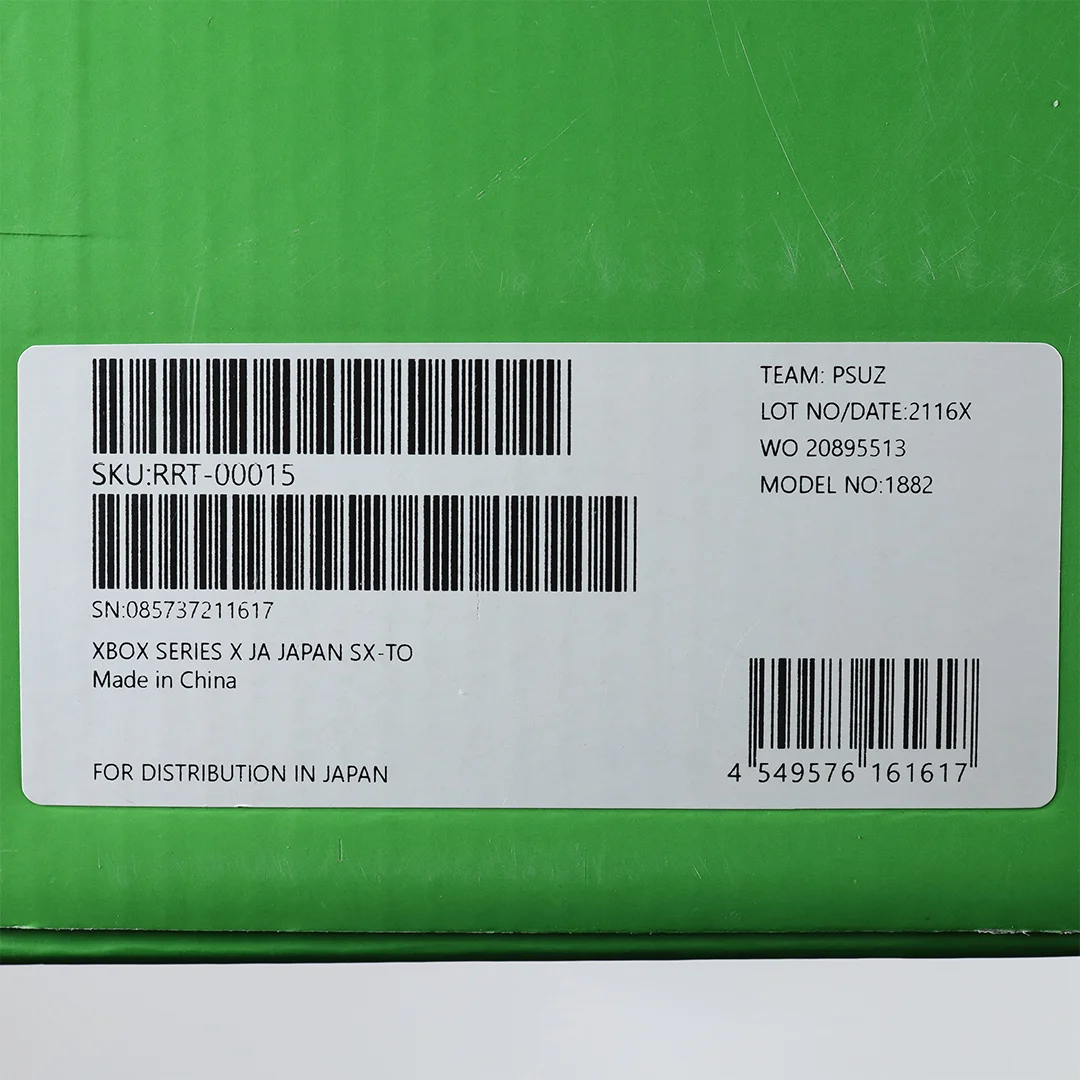 SKU:RRT-00015
SN:085737211617
XBOX SERIES X JA JAPAN SX-TO
Made in China
FOR DISTRIBUTION IN JAPAN
TEAM: PSUZ
LOT NO/DATE:2116X
WO 20895513
MODEL NO:1882
4 549576 161617